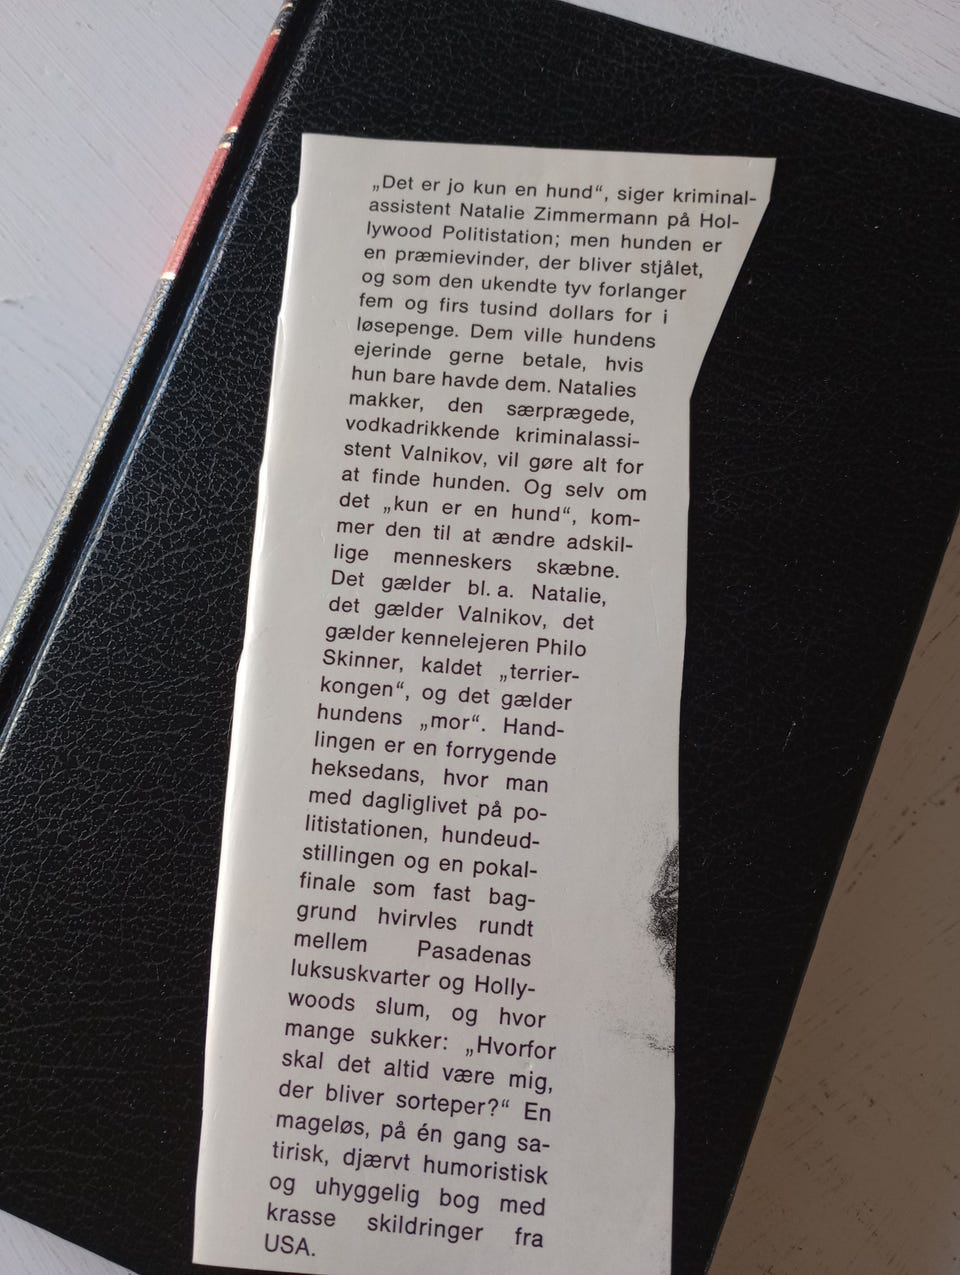 „Det er jo kun en hund“, siger kriminal-
assistent Natalie Zimmermann på Hol-
lywood Politistation; men hunden er
en præmievinder, der bliver stjålet,
og som den ukendte tyv forlanger
fem og firs tusind dollars for i
løsepenge. Dem ville hundens
ejerinde gerne betale, hvis
hun bare havde dem. Natalies
makker, den særprægede,
vodkadrikkende kriminalassi-
stent Valnikov, vil gøre alt for
at finde hunden. Og selv om
det „kun er en hund“, kom-
mer den til at ændre adskil-
lige menneskers skæbne.
Det gælder bl. a. Natalie,
det gælder Valnikov, det
gælder kennelejeren Philo
Skinner, kaldet „terrier-
kongen“, og det gælder
hundens „mor“. Hand-
lingen er en forrygende
heksedans, hvor man
med dagliglivet på po-
litistationen, hundeud-
stillingen og en pokal-
finale som fast bag-
grund hvirvles rundt
mellem Pasadenas
luksuskvarter og Holly-
woods slum, og hvor
mange sukker: „Hvorfor
skal det altid være mig,
der bliver sorteper?“ En
mageløs, på én gang sa-
tirisk, djærvt humoristisk
og uhyggelig bog med
krasse skildringer fra
USA.